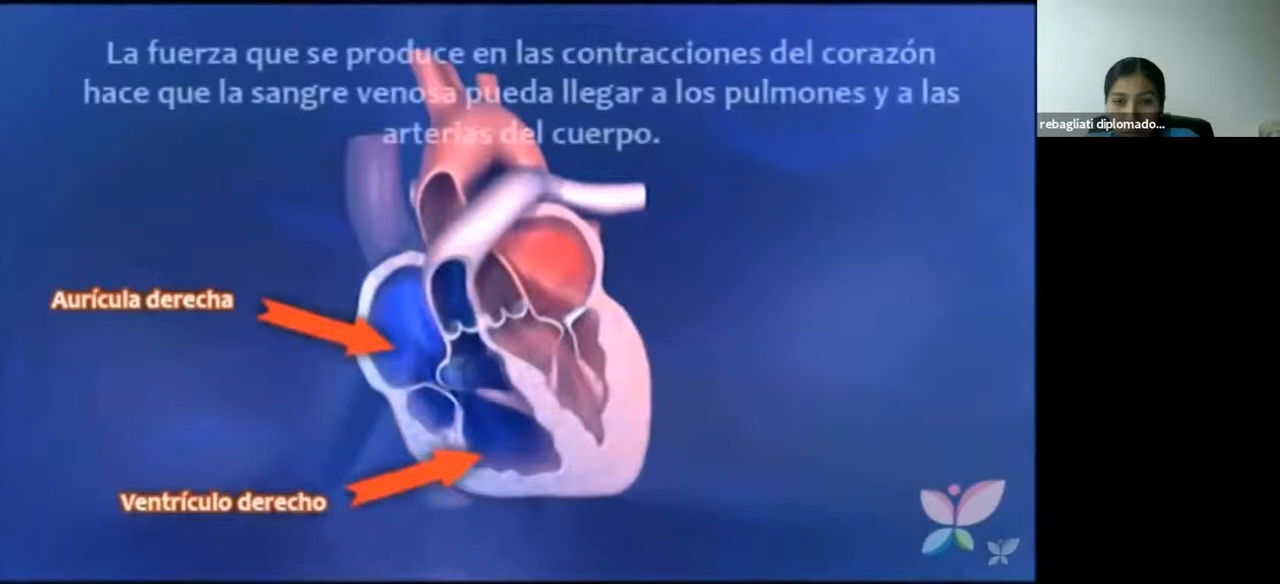 La fuerza que se produce en las contracciones del corazón
hace que la sangre venosa pueda llegar a los pulmones y a las
arterias del cuerpo.
rebagliati diplomado...
Aurícula derecha
Ventrículo derecho